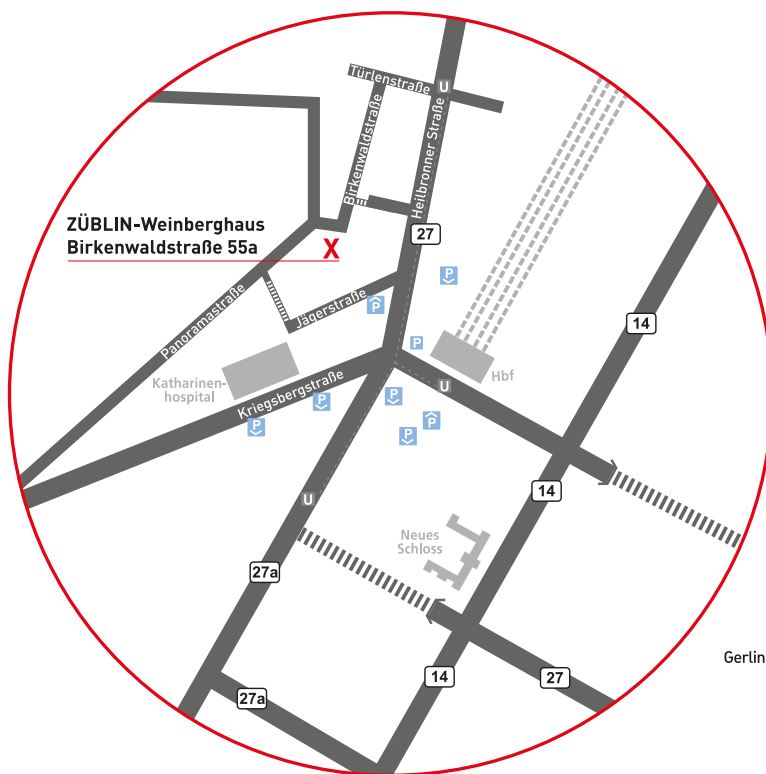 Türlenstraße
U
Birkenwaldstraße
Heilbronner Straße
ZÜBLIN-Weinberghaus
Birkenwaldstraße 55a
X
27
P
Panoramastraße
Jägerstraße
P
14
P
Hbf
Katharinen-
hospital
Kriegsbergstraße
U
P
P
P
P
P
U
14
Neues
Schloss
27a
Gerlin
14
27
27a